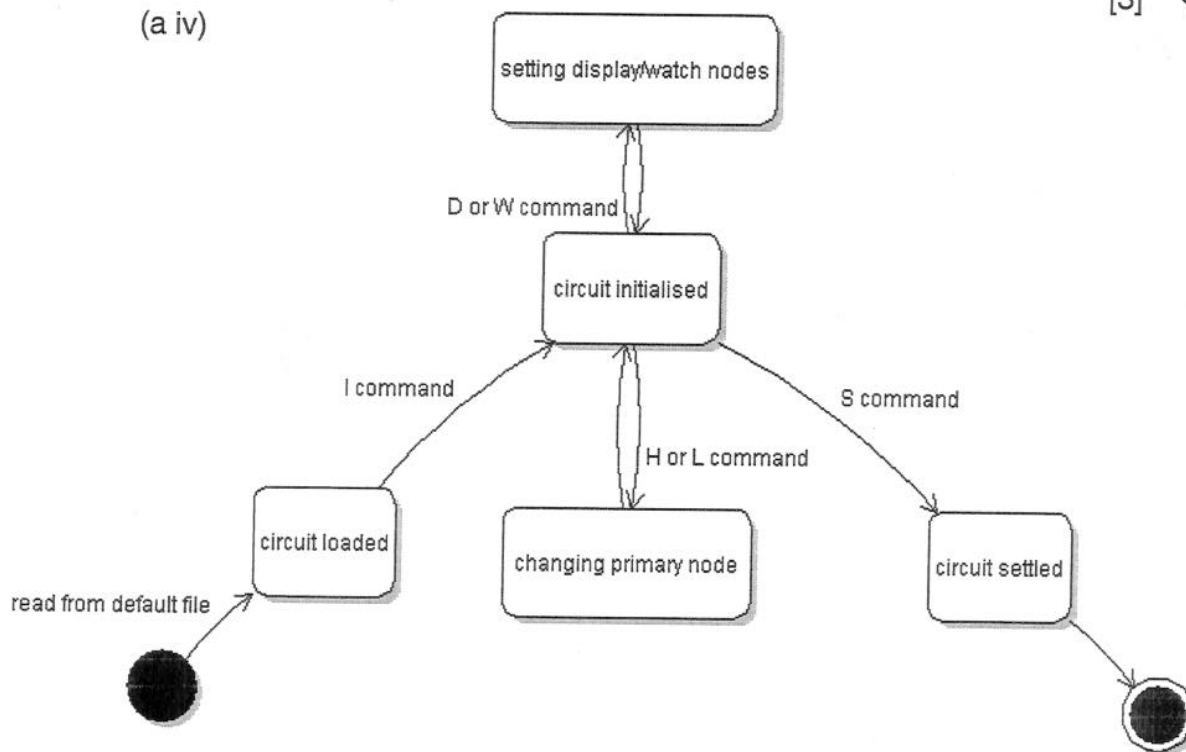 (a iv)
[3]
setting display/watch nodes
D or W command
circuit initialised
I command
S command
H or L command
circuit loaded
changing primary node
circuit settled
read from default file